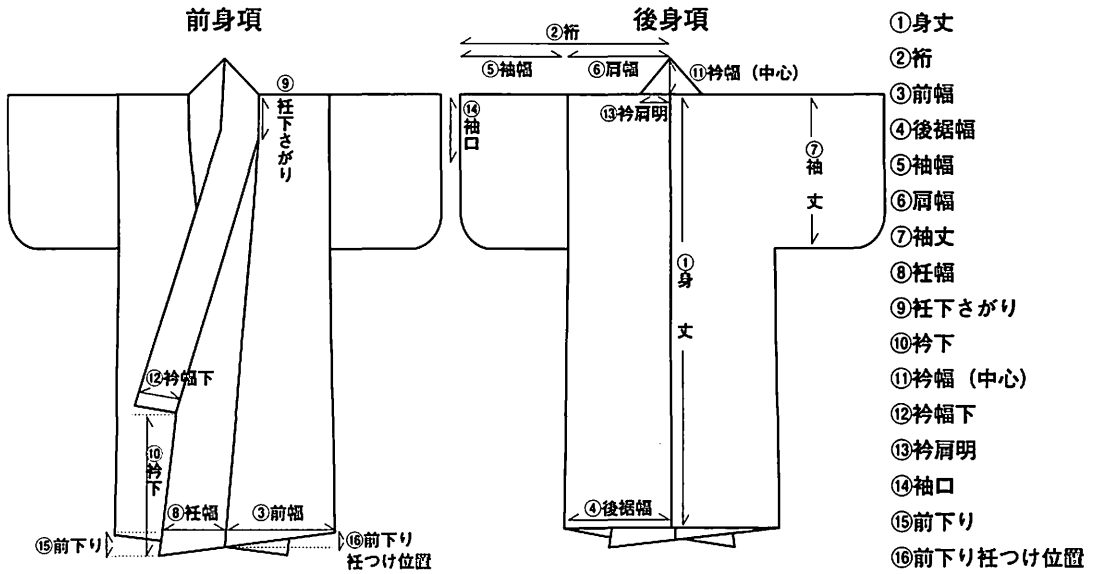 前身項
後身項
②裄
⑤袖幅
⑥肩幅
⑪衿幅（中心）
⑨衽下さがり
⑭袖口
⑬衿肩明
⑦袖丈
①身丈
⑫衿幅下
⑩衿下
⑧衽幅
③前幅
④後裾幅
⑮前下り
⑯前下り
衽つけ位置
①身丈
②裄
③前幅
④後裾幅
⑤袖幅
⑥肩幅
⑦袖丈
⑧衽幅
⑨衽下さがり
⑩衿下
⑪衿幅（中心）
⑫衿幅下
⑬衿肩明
⑭袖口
⑮前下り
⑯前下り衽つけ位置